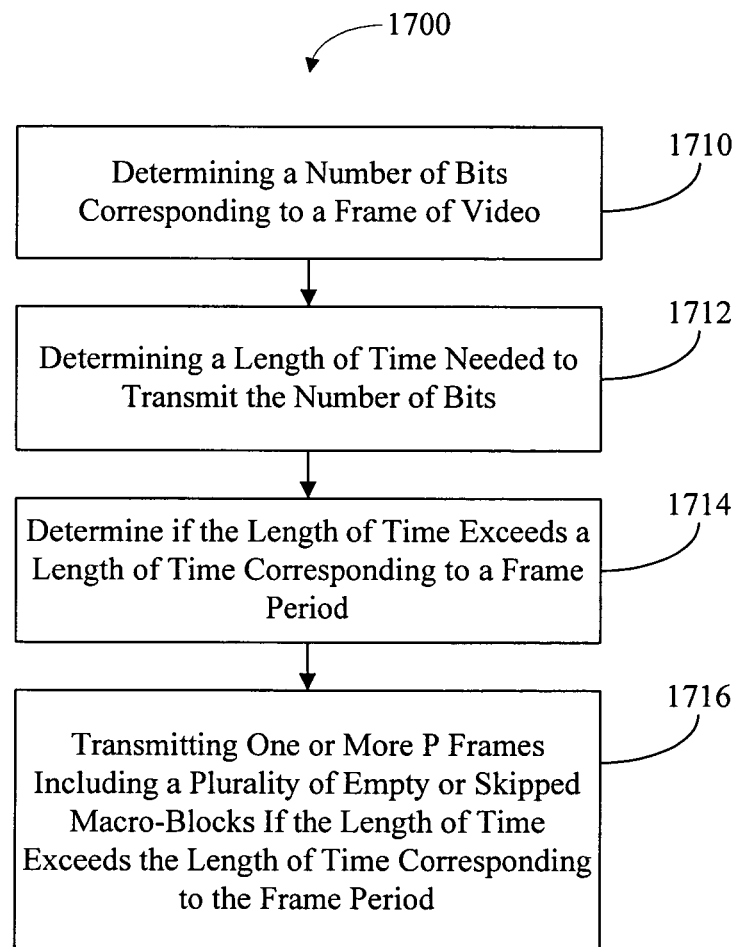 1700
1710
Determining a Number of Bits
Corresponding to a Frame of Video
1712
Determining a Length of Time Needed to
Transmit the Number of Bits
1714
Determine if the Length of Time Exceeds a
Length of Time Corresponding to a Frame
Period
1716
Transmitting One or More P Frames
Including a Plurality of Empty or Skipped
Macro-Blocks If the Length of Time
Exceeds the Length of Time Corresponding
to the Frame Period